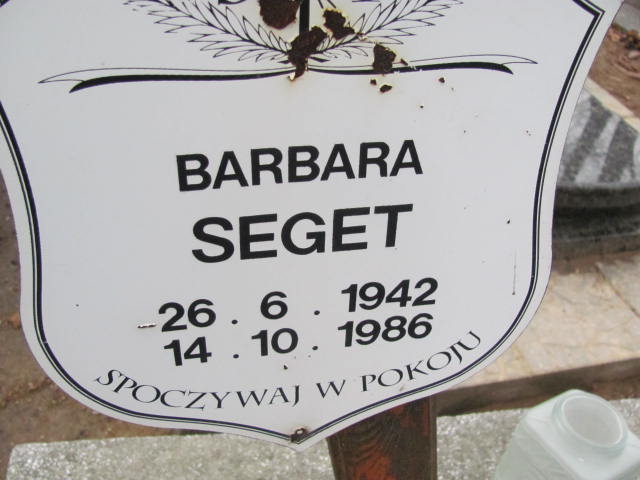 BARBARA
SEGET
26 . 6 . 1942
14 . 10 . 1986
SPOCZYWAJ W POKOJU